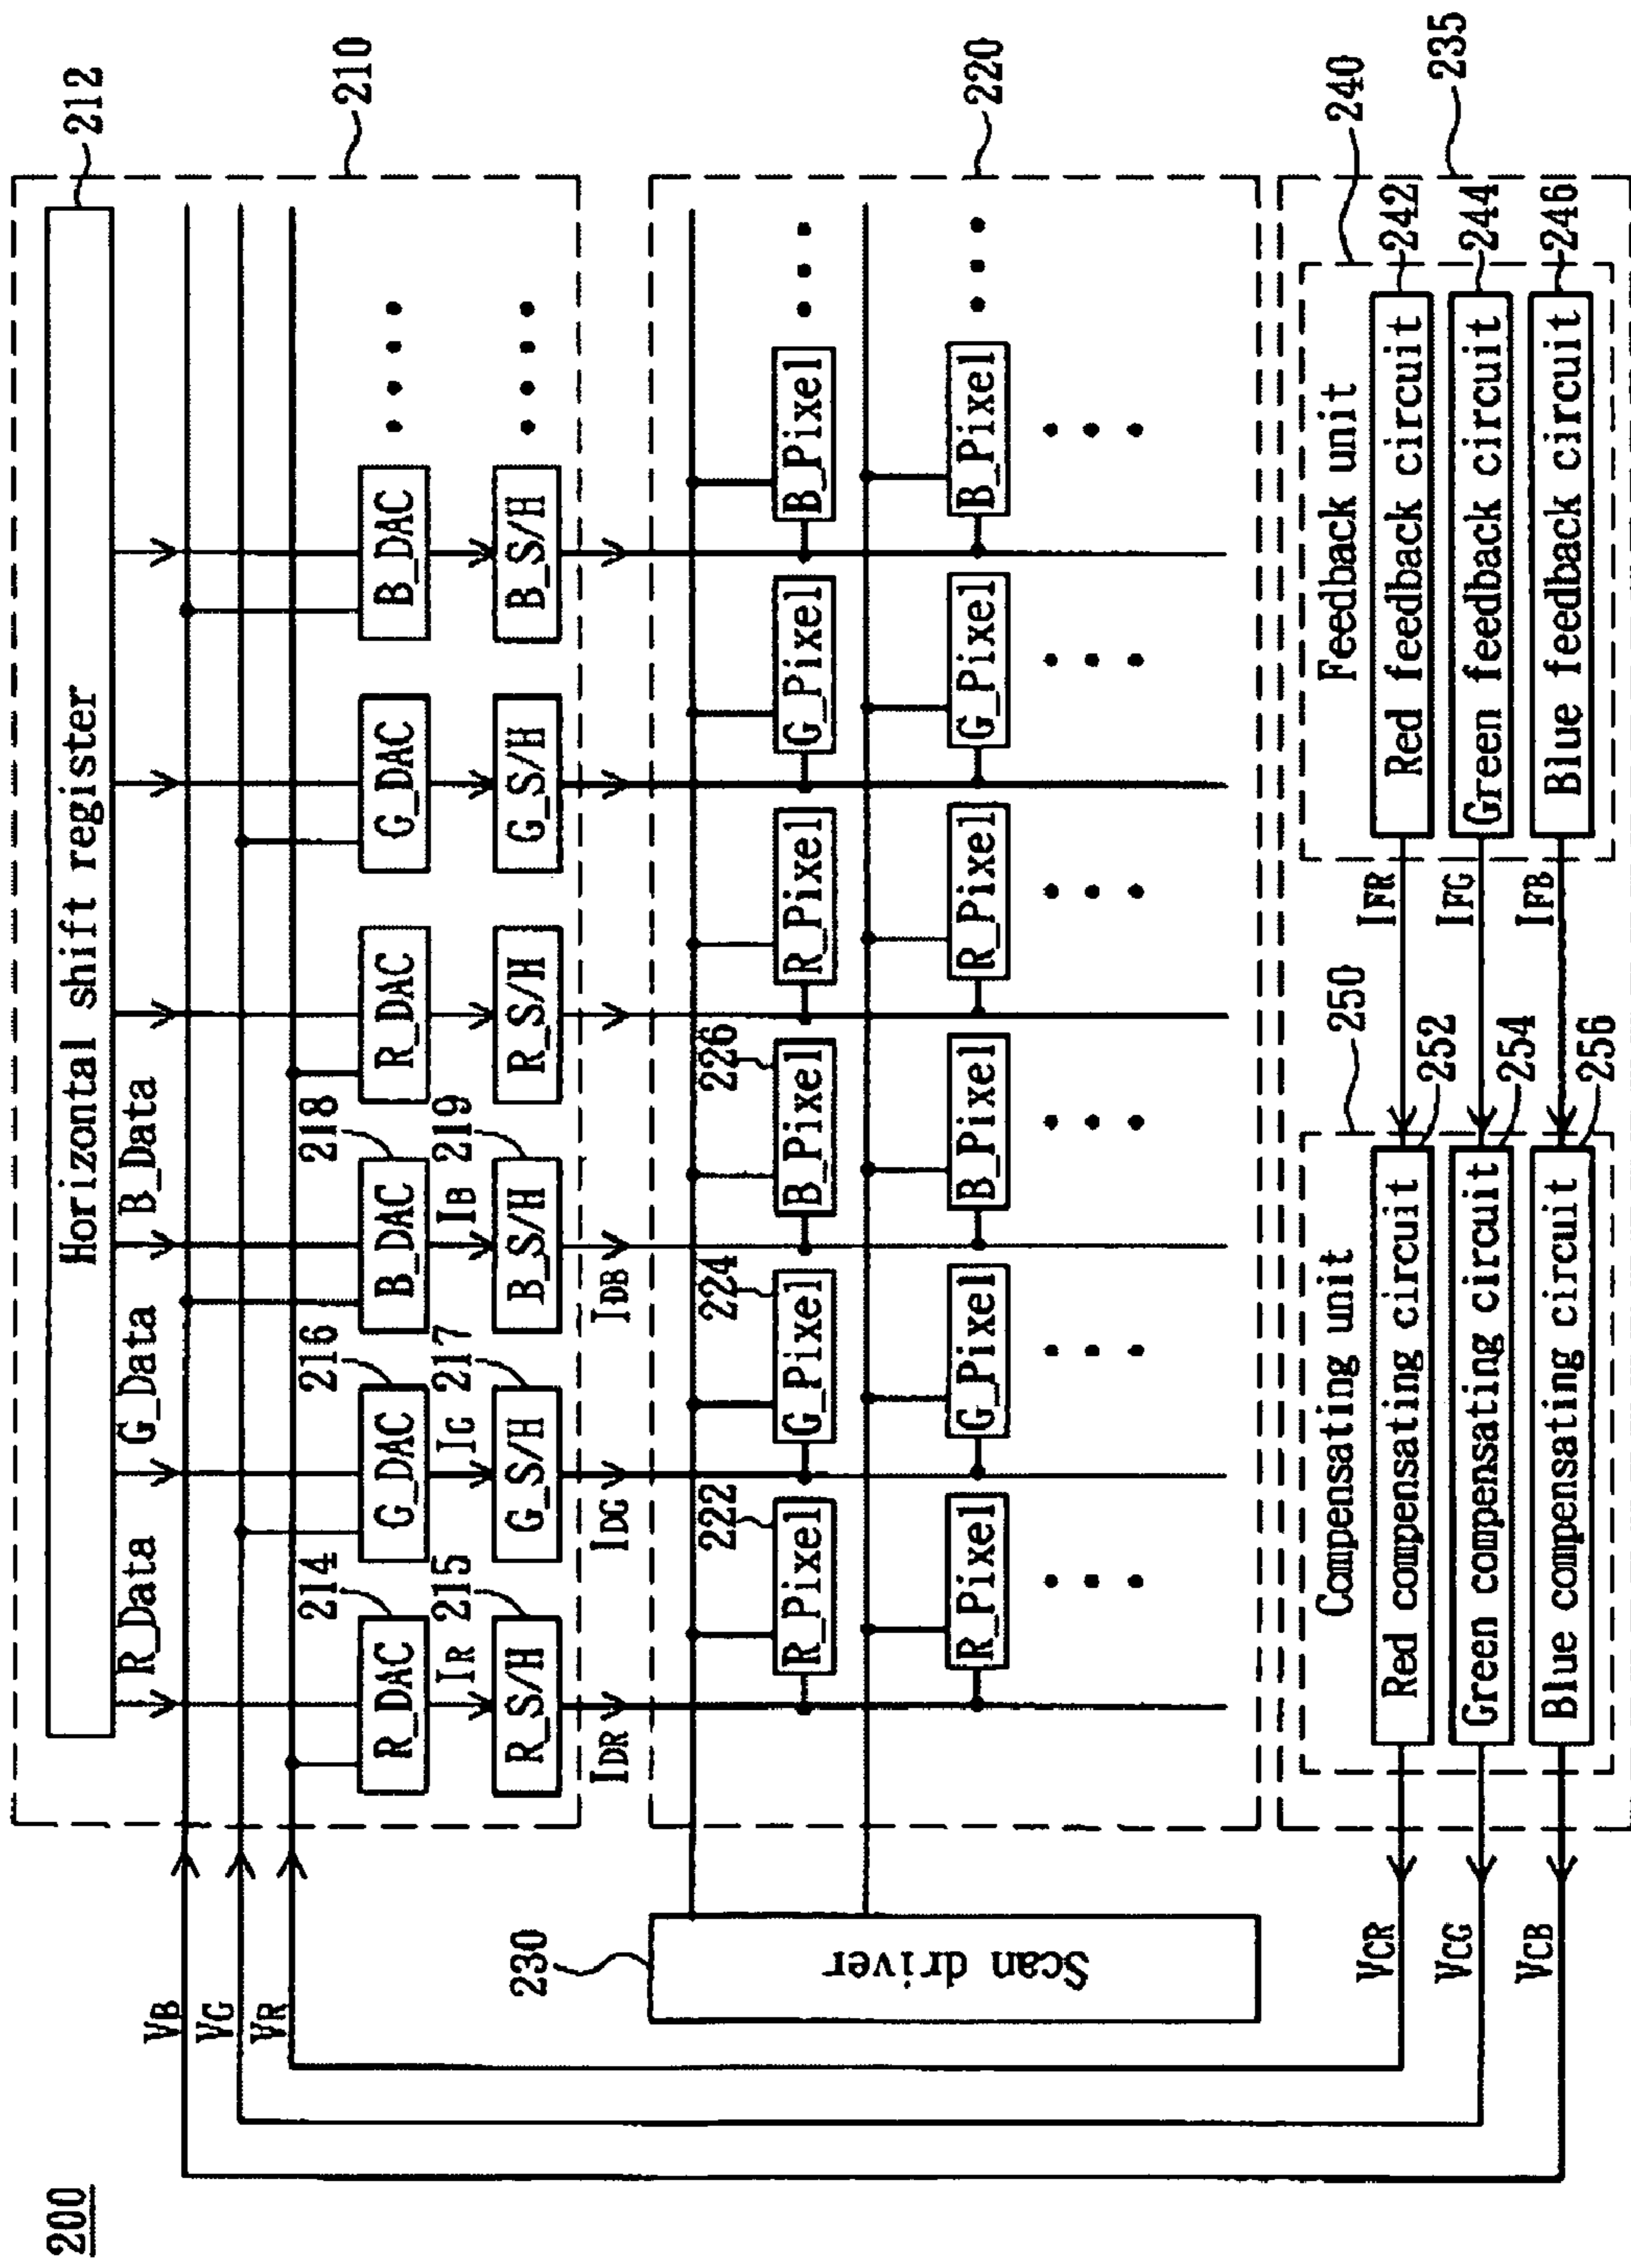 200
212
Horizontal shift register
210
R_Data
G_Data
B_Data
VB
VG
VR
214
216
218
R_DAC
G_DAC
B_DAC
R_DAC
G_DAC
B_DAC
IR
215
IG
217
IB
219
R_S/H
G_S/H
B_S/H
R_S/H
G_S/H
B_S/H
IDR
IDG
IDB
220
222
224
226
R_Pixel
G_Pixel
B_Pixel
R_Pixel
G_Pixel
B_Pixel
R_Pixel
G_Pixel
B_Pixel
R_Pixel
G_Pixel
B_Pixel
230
Scan driver
250
240
235
Compensating unit
Feedback unit
VCR
Red compensating circuit
252
IFR
Red feedback circuit
242
VCG
Green compensating circuit
254
IFG
Green feedback circuit
244
VCB
Blue compensating circuit
256
IFB
Blue feedback circuit
246